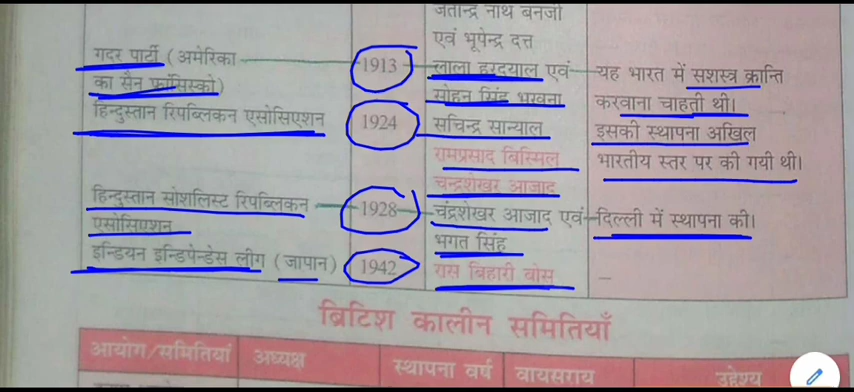 जतीन्द्र नाथ बनर्जी
एवं भूपेन्द्र दत्त
गदर पार्टी (अमेरिका 1913 लाला हरदयाल एवं यह भारत में सशस्त्र क्रान्ति
का सैन फ्रांसिस्को) सोहन सिंह भखना करवाना चाहती थी।
हिन्दुस्तान रिपब्लिकन एसोसिएशन 1924 सचिन्द्र सान्याल इसकी स्थापना अखिल
रामप्रसाद बिस्मिल भारतीय स्तर पर की गयी थी।
चन्द्रशेखर आजाद
हिन्दुस्तान सोशलिस्ट रिपब्लिकन 1928 चंद्रशेखर आजाद एवं दिल्ली में स्थापना की।
एसोसिएशन भगत सिंह
इन्डियन इन्डिपेन्डेस लीग (जापान) 1942 रास बिहारी बोस –
ब्रिटिश कालीन समितियाँ
आयोग/समितियाँ अध्यक्ष स्थापना वर्ष वायसराय उद्देश्य